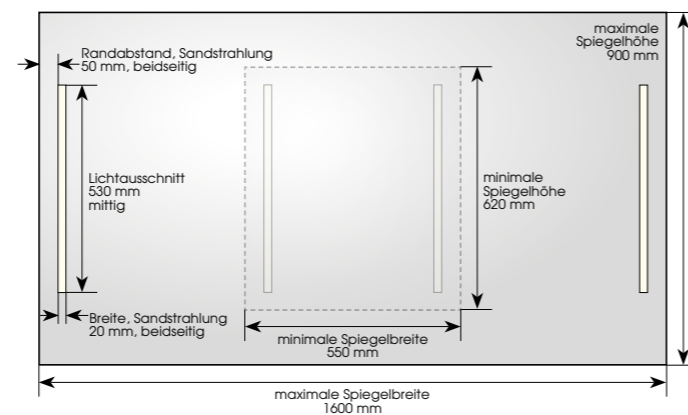 maximale
Spiegelhöhe
900 mm
Randabstand, Sandstrahlung
50 mm, beidseitig
Lichtausschnitt
530 mm
mittig
minimale
Spiegelhöhe
620 mm
Breite, Sandstrahlung
20 mm, beidseitig
minimale Spiegelbreite
550 mm
maximale Spiegelbreite
1600 mm